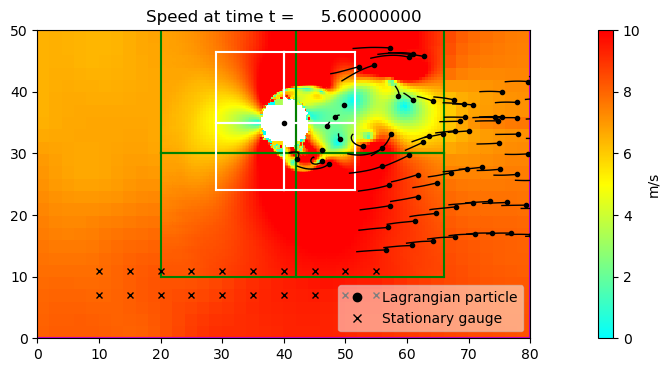 Speed at time t =     5.60000000
50
40
30
20
10
0
0 10 20 30 40 50 60 70 80
Lagrangian particle
Stationary gauge
10
8
6
4
2
0
m/s